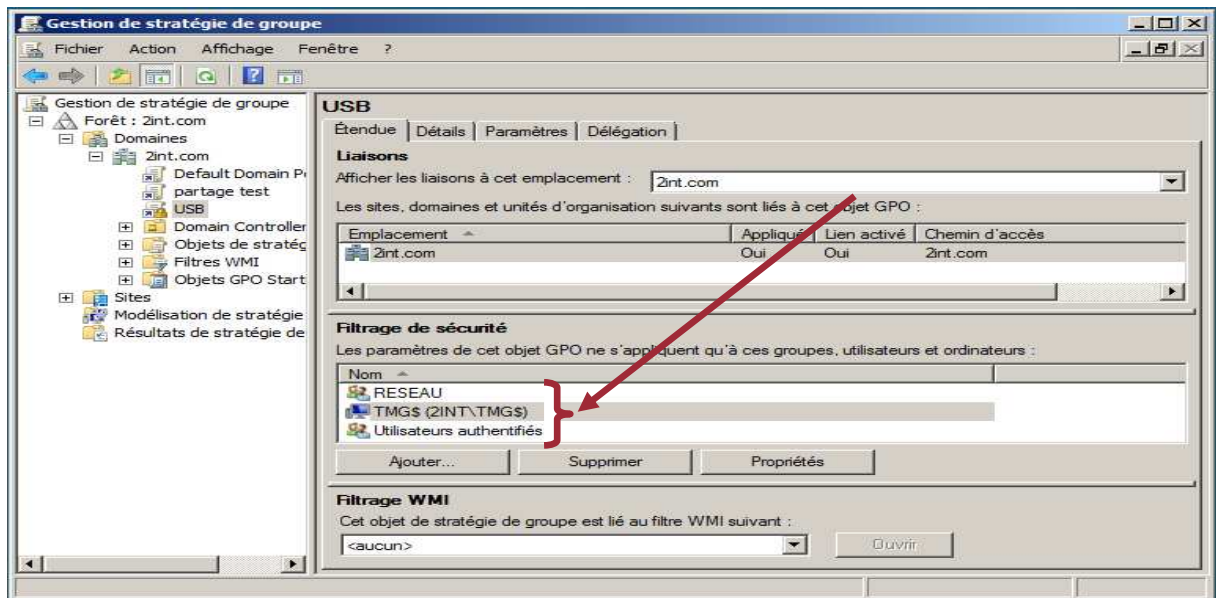 Gestion de stratégie de groupe
Fichier Action Affichage Fenêtre ?
Gestion de stratégie de groupe
Forêt : 2int.com
Domaines
2int.com
Default Domain P
partage test
USB
Domain Controller
Objets de stratég
Filtres WMI
Objets GPO Start
Sites
Modélisation de stratégie
Résultats de stratégie de
USB
Étendue Détails Paramètres Délégation
Liaisons
Afficher les liaisons à cet emplacement : 2int.com
Les sites, domaines et unités d'organisation suivants sont liés à cet objet GPO :
Emplacement Appliqué Lien activé Chemin d'accès
2int.com Oui Oui 2int.com
Filtrage de sécurité
Les paramètres de cet objet GPO ne s'appliquent qu'à ces groupes, utilisateurs et ordinateurs :
Nom
RESEAU
TMG$ (2INT\TMG$)
Utilisateurs authentifiés
Ajouter... Supprimer Propriétés
Filtrage WMI
Cet objet de stratégie de groupe est lié au filtre WMI suivant :
<aucun> Ouvrir